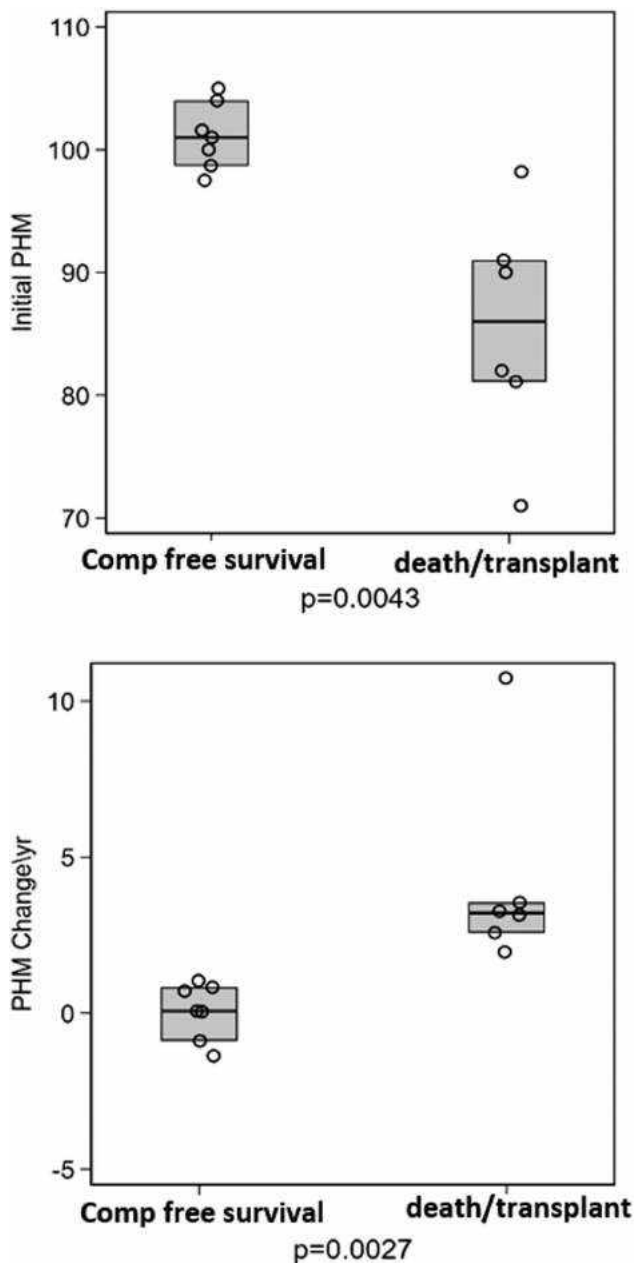 110
100
90
80
70
Initial PHM
Comp free survival death/transplant
p=0.0043
10
5
0
-5
PHM Change\yr
Comp free survival death/transplant
p=0.0027